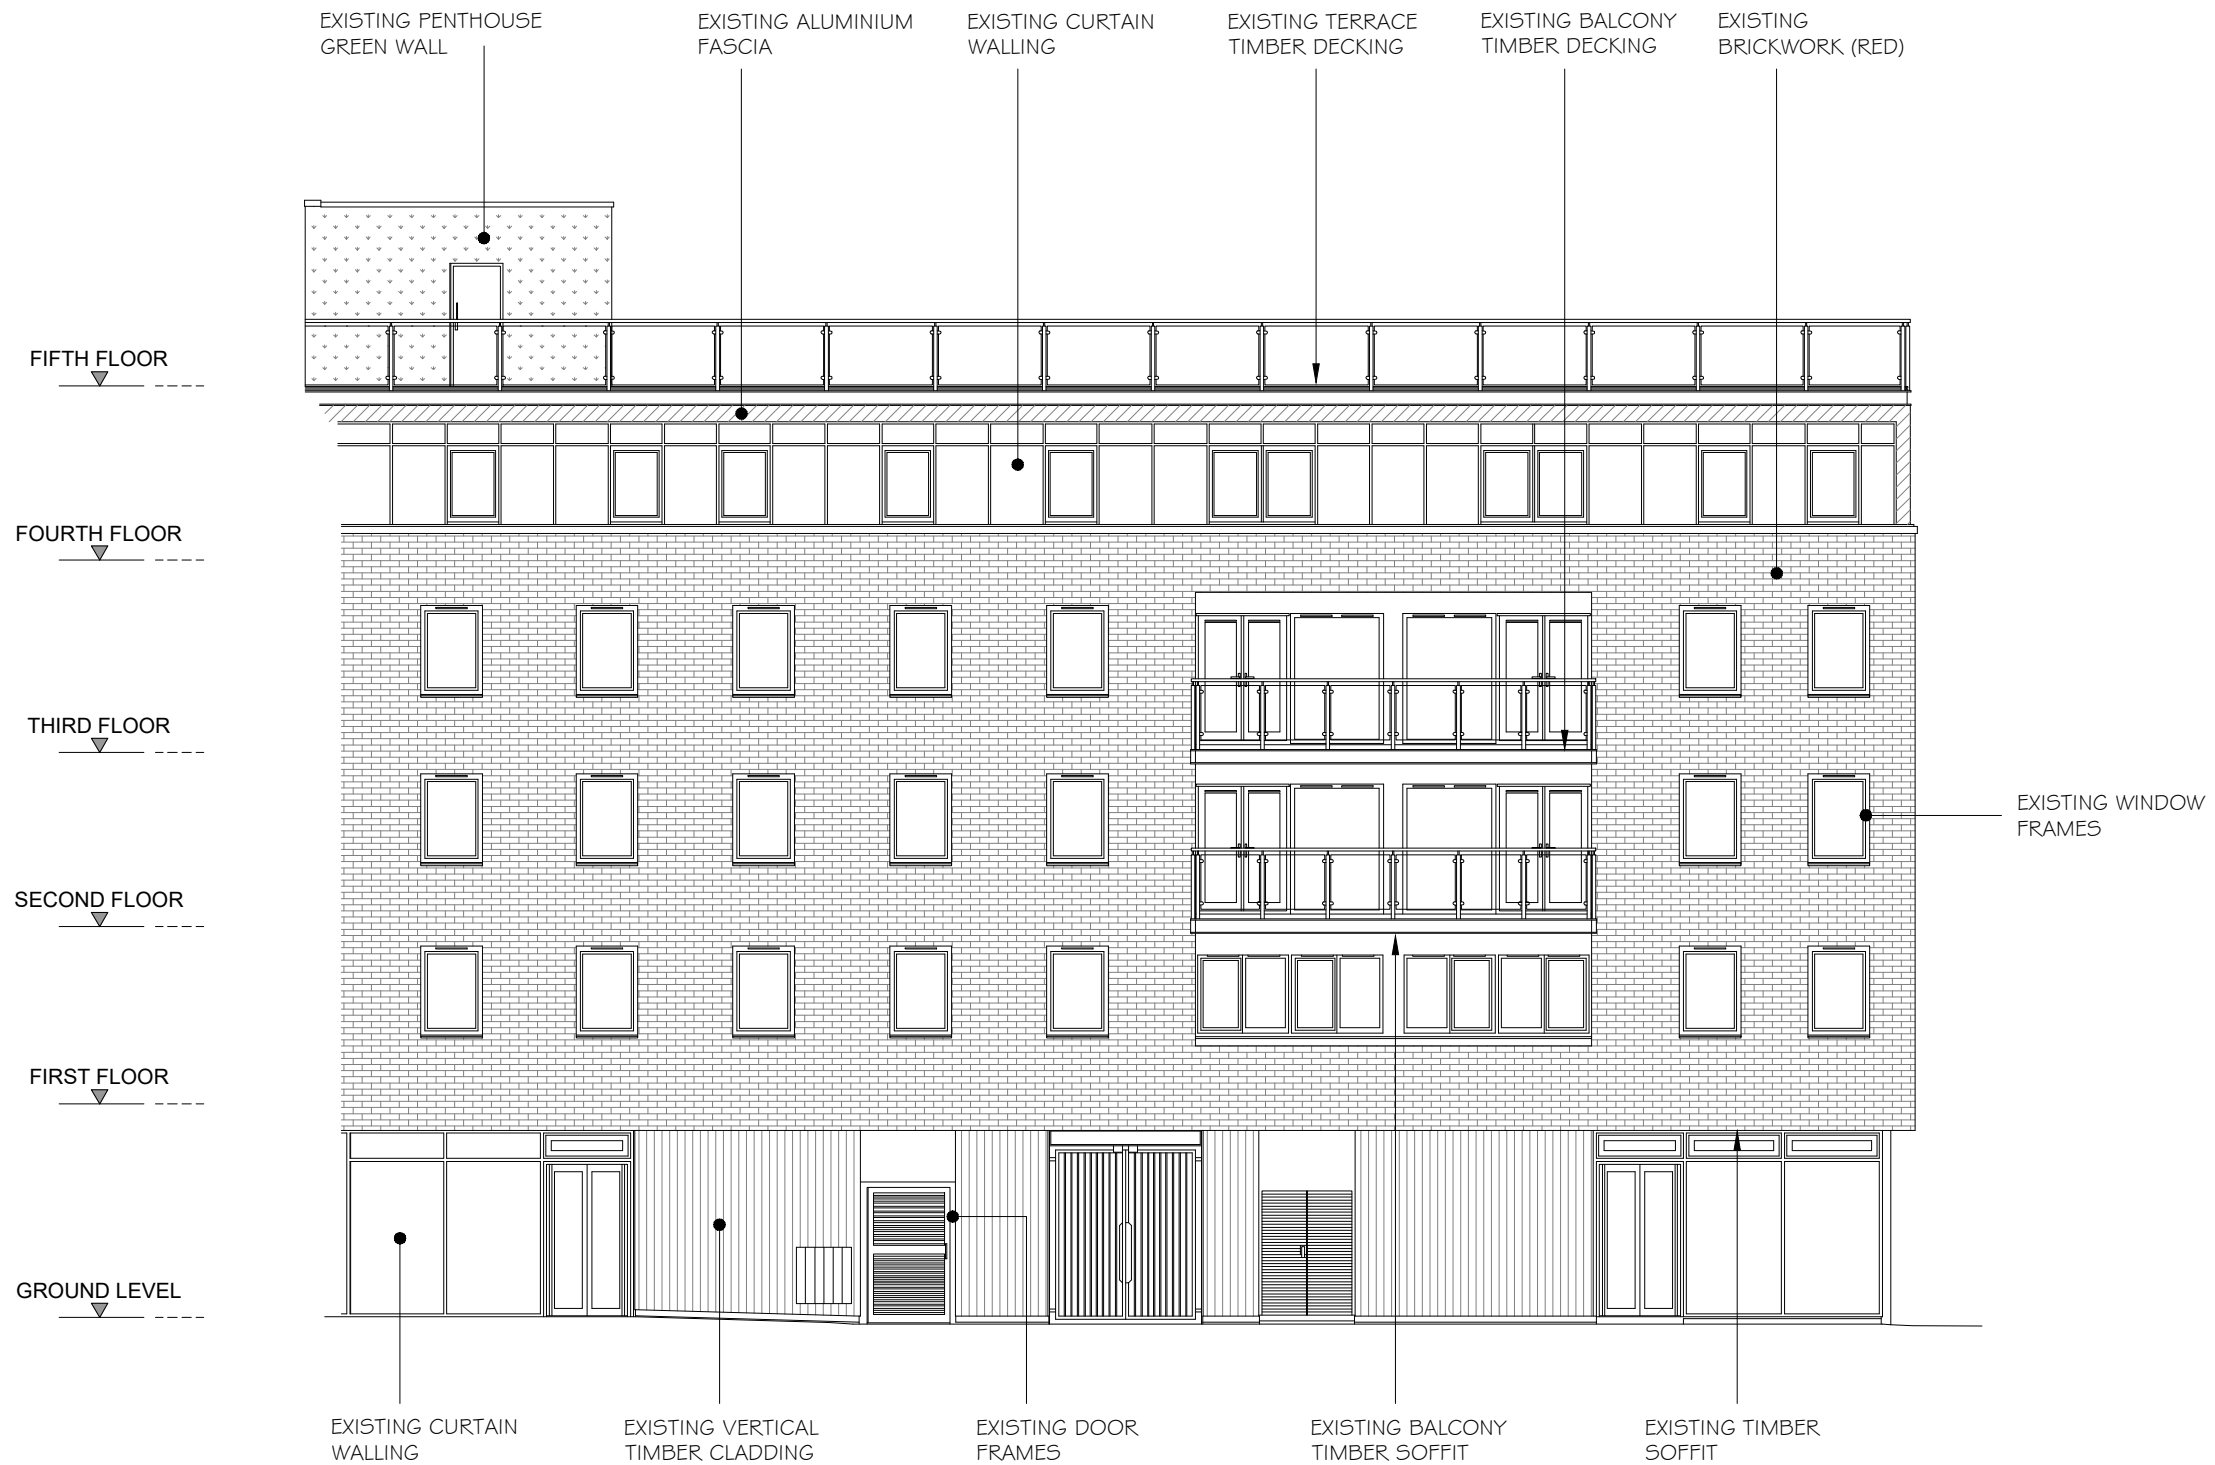 EXISTING PENTHOUSE
GREEN WALL
EXISTING ALUMINIUM
FASCIA
EXISTING CURTAIN
WALLING
EXISTING TERRACE
TIMBER DECKING
EXISTING BALCONY
TIMBER DECKING
EXISTING
BRICKWORK (RED)
FIFTH FLOOR
FOURTH FLOOR
THIRD FLOOR
EXISTING WINDOW
FRAMES
SECOND FLOOR
FIRST FLOOR
GROUND LEVEL
EXISTING CURTAIN
WALLING
EXISTING VERTICAL
TIMBER CLADDING
EXISTING DOOR
FRAMES
EXISTING BALCONY
TIMBER SOFFIT
EXISTING TIMBER
SOFFIT